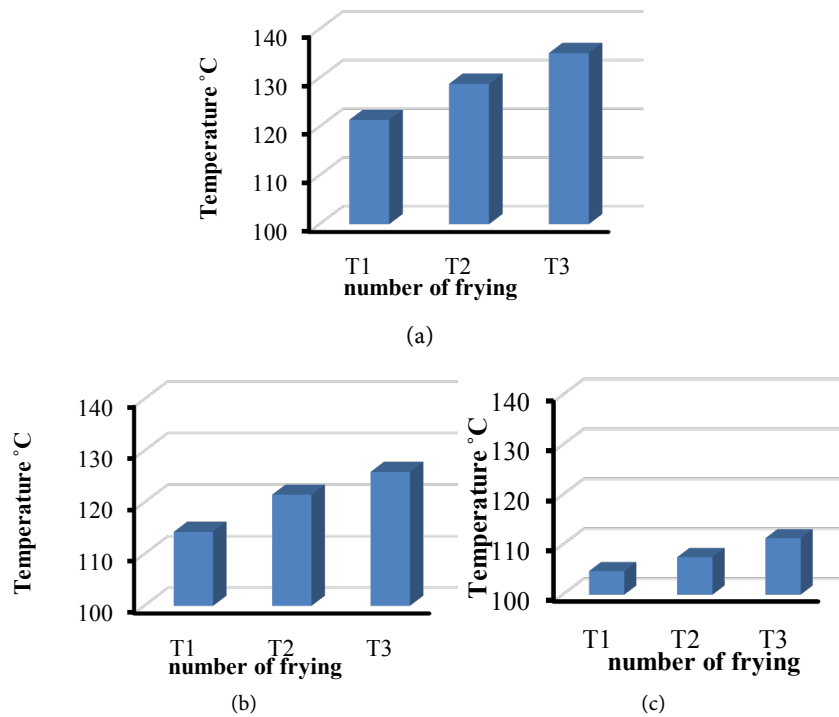 Temperature ˚C
140
130
120
110
100
T1 T2 T3
number of frying
(a)
Temperature ˚C
140
130
120
110
100
T1 T2 T3
number of frying
(b)
Temperature ˚C
140
130
120
110
100
T1 T2 T3
number of frying
(c)